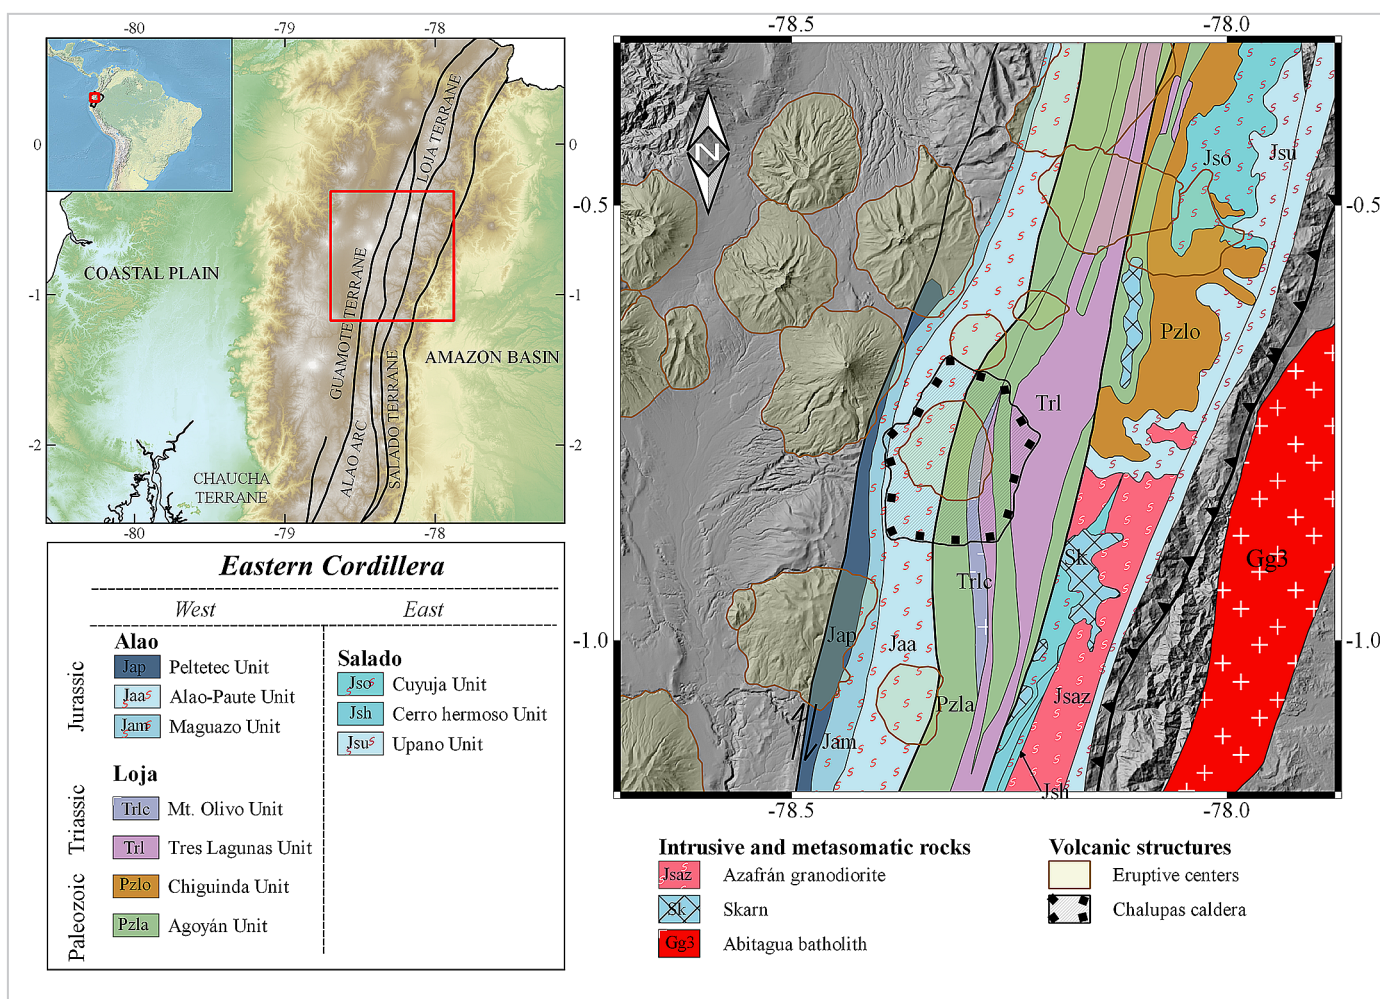 -80
-79
-78
0
-1
-2
0
-1
-2
-80
-79
-78
LOJA TERRANE
GUAMOTE TERRANE
ALAO ARC
SALADO TERRANE
COASTAL PLAIN
AMAZON BASIN
CHAUCHA
TERRANE
Eastern Cordillera
West
East
Jurassic
Triassic
Paleozoic
Alao
Jap Peltetec Unit
Jaa Alao-Paute Unit
Jam Maguazo Unit
Loja
Trlc Mt. Olivo Unit
Trl Tres Lagunas Unit
Pzlo Chiguinda Unit
Pzla Agoyán Unit
Salado
Jso Cuyuja Unit
Jsh Cerro hermoso Unit
Jsu Upano Unit
-78.5
-78.0
-0.5
-0.5
-1.0
-1.0
-78.5
-78.0
N
Jso
Jsu
Pzlo
Trl
Sk
Gg3
Trlc
Jap
Jaa
Pzla
Jsaz
Jam
Jsh
Intrusive and metasomatic rocks
Jsaz Azafrán granodiorite
Sk Skarn
Gg3 Abitagua batholith
Volcanic structures
Eruptive centers
Chalupas caldera